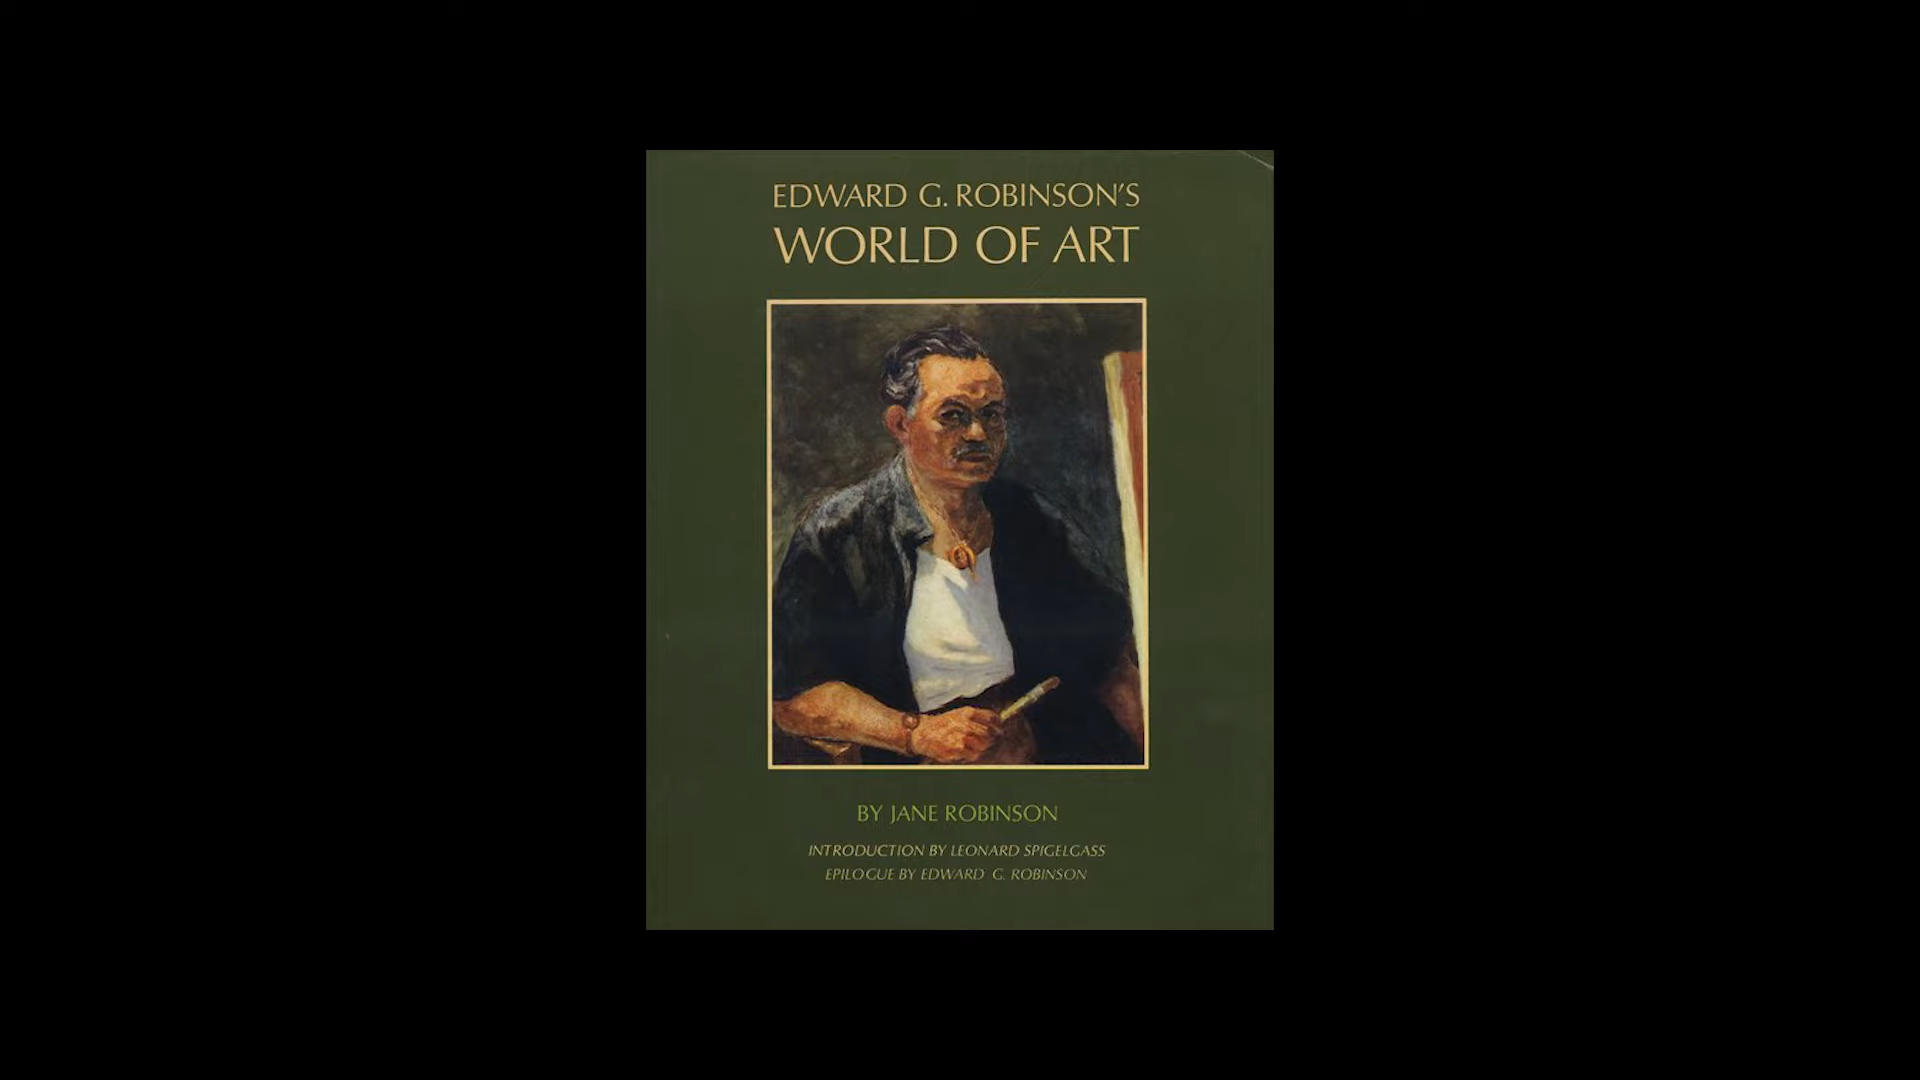 EDWARD G. ROBINSON'S
WORLD OF ART
BY JANE ROBINSON
INTRODUCTION BY LEONARD SPIGELGASS
EPILOGUE BY EDWARD G. ROBINSON